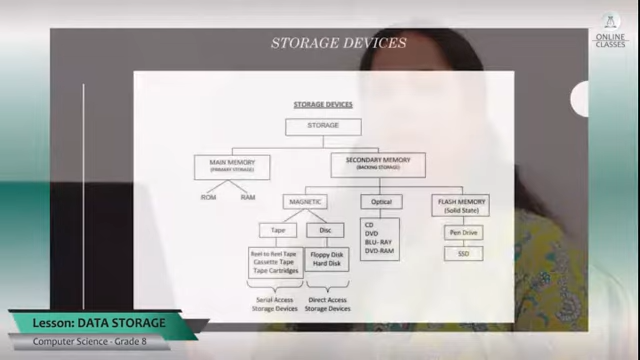 STORAGE DEVICES
ONLINE
CLASSES
STORAGE DEVICES
STORAGE
MAIN MEMORY
(PRIMARY STORAGE)
SECONDARY MEMORY
(BACKING STORAGE)
ROM
RAM
MAGNETIC
Optical
FLASH MEMORY
(Solid State)
Tape
Disc
CD
DVD
BLU- RAY
DVD-RAM
Pen Drive
SSD
Reel to Reel Tape
Cassette Tape
Tape Cartridges
Floppy Disk
Hard Disk
Serial Access
Storage Devices
Direct Access
Storage Devices
Lesson: DATA STORAGE
Computer Science - Grade 8